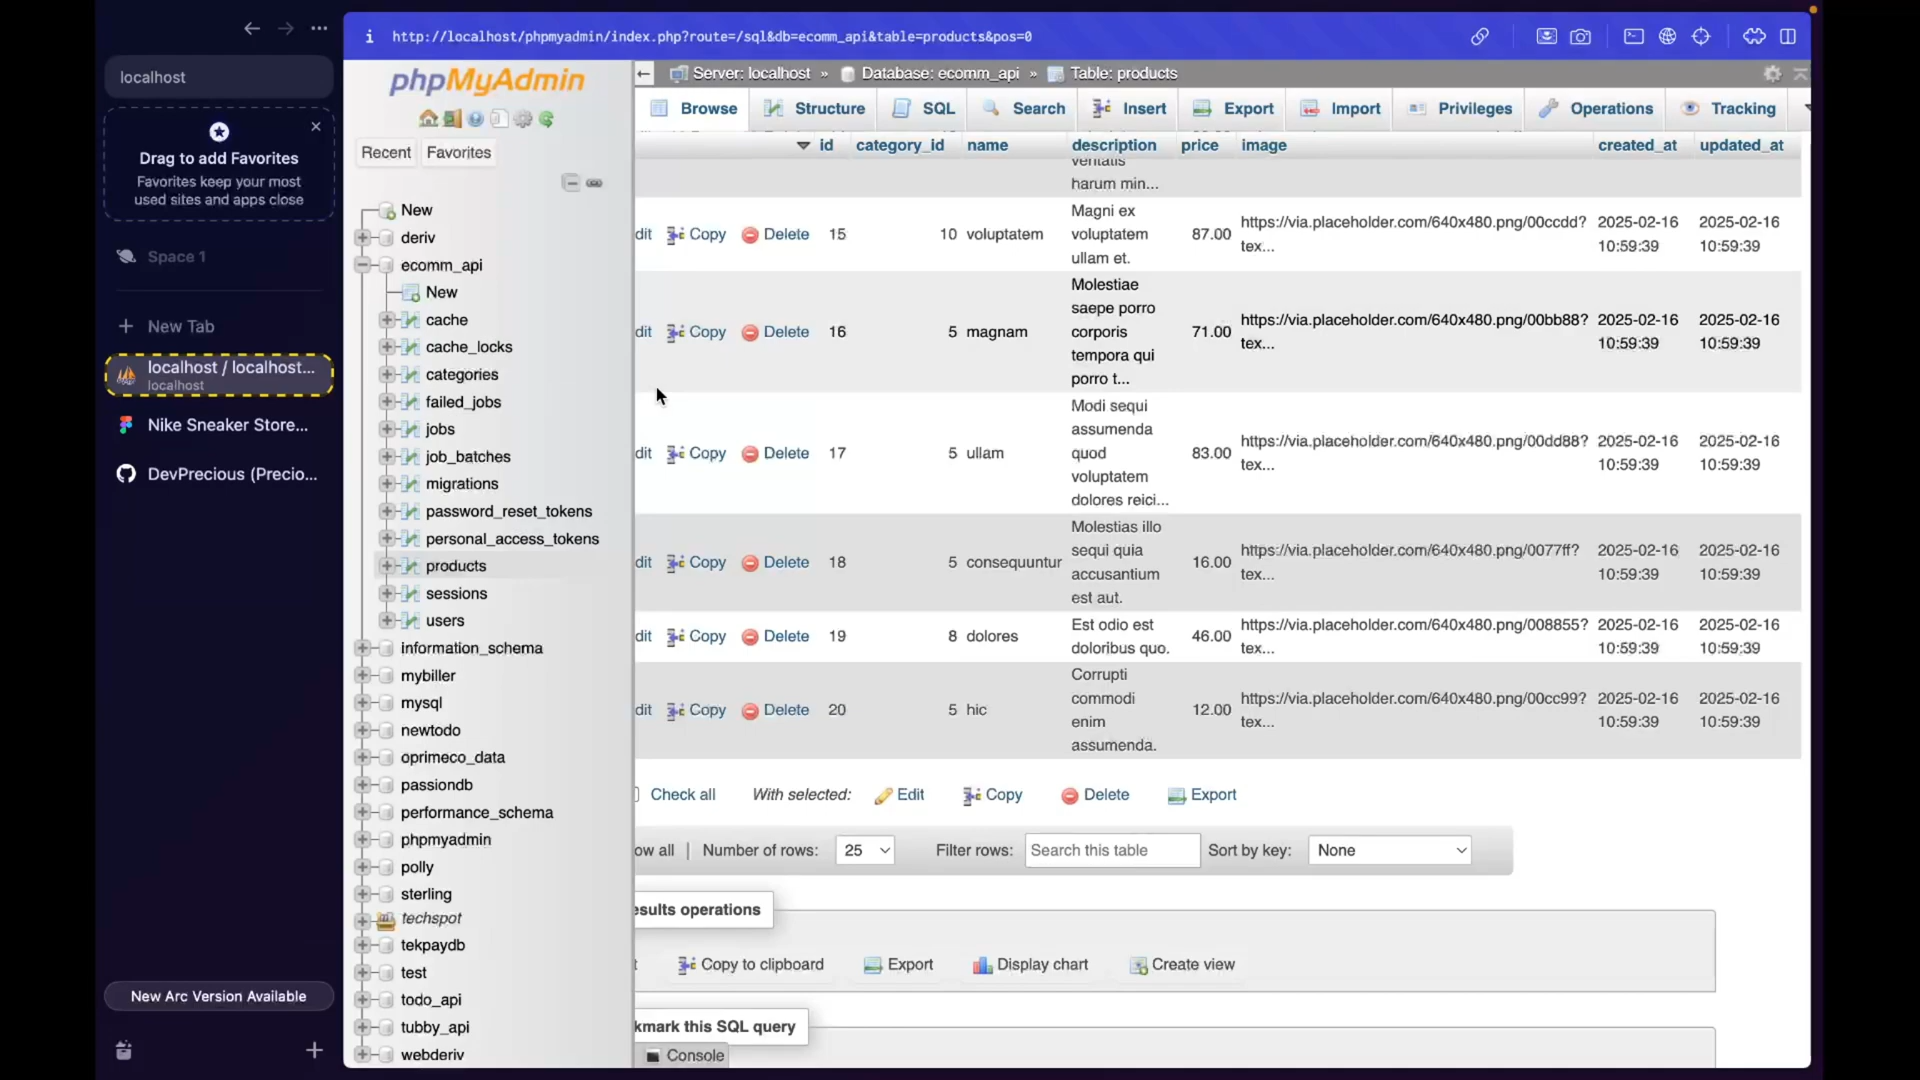 http://localhost/phpmyadmin/index.php?route=/sql&db=ecomm_api&table=products&pos=0
localhost
Drag to add Favorites
Favorites keep your most
used sites and apps close
Space 1
New Tab
localhost / localhost...
localhost
Nike Sneaker Store...
DevPrecious (Precio...
New Arc Version Available
phpMyAdmin
Recent
Favorites
New
deriv
ecomm_api
New
cache
cache_locks
categories
failed_jobs
jobs
job_batches
migrations
password_reset_tokens
personal_access_tokens
products
sessions
users
information_schema
mybiller
mysql
newtodo
oprimeco_data
passiondb
performance_schema
phpmyadmin
polly
sterling
techspot
tekpaydb
test
todo_api
tubby_api
webderiv
Server: localhost » Database: ecomm_api » Table: products
Browse Structure SQL Search Insert Export Import Privileges Operations Tracking
id category_id name description price image created_at updated_at
veritatis
harum min...
dit Copy Delete 15 10 voluptatem Magni ex voluptatem ullam et. 87.00 https://via.placeholder.com/640x480.png/00ccdd?tex... 2025-02-16 10:59:39 2025-02-16 10:59:39
dit Copy Delete 16 5 magnam Molestiae saepe porro corporis tempora qui porro t... 71.00 https://via.placeholder.com/640x480.png/00bb88?tex... 2025-02-16 10:59:39 2025-02-16 10:59:39
dit Copy Delete 17 5 ullam Modi sequi assumenda quod voluptatem dolores reici... 83.00 https://via.placeholder.com/640x480.png/00dd88?tex... 2025-02-16 10:59:39 2025-02-16 10:59:39
dit Copy Delete 18 5 consequuntur Molestias illo sequi quia accusantium est aut. 16.00 https://via.placeholder.com/640x480.png/0077ff?tex... 2025-02-16 10:59:39 2025-02-16 10:59:39
dit Copy Delete 19 8 dolores Est odio est doloribus quo. 46.00 https://via.placeholder.com/640x480.png/008855?tex... 2025-02-16 10:59:39 2025-02-16 10:59:39
dit Copy Delete 20 5 hic Corrupti commodi enim assumenda. 12.00 https://via.placeholder.com/640x480.png/00cc99?tex... 2025-02-16 10:59:39 2025-02-16 10:59:39
Check all With selected: Edit Copy Delete Export
ow all | Number of rows: 25 Filter rows: Search this table Sort by key: None
esults operations
t Copy to clipboard Export Display chart Create view
kmark this SQL query
Console